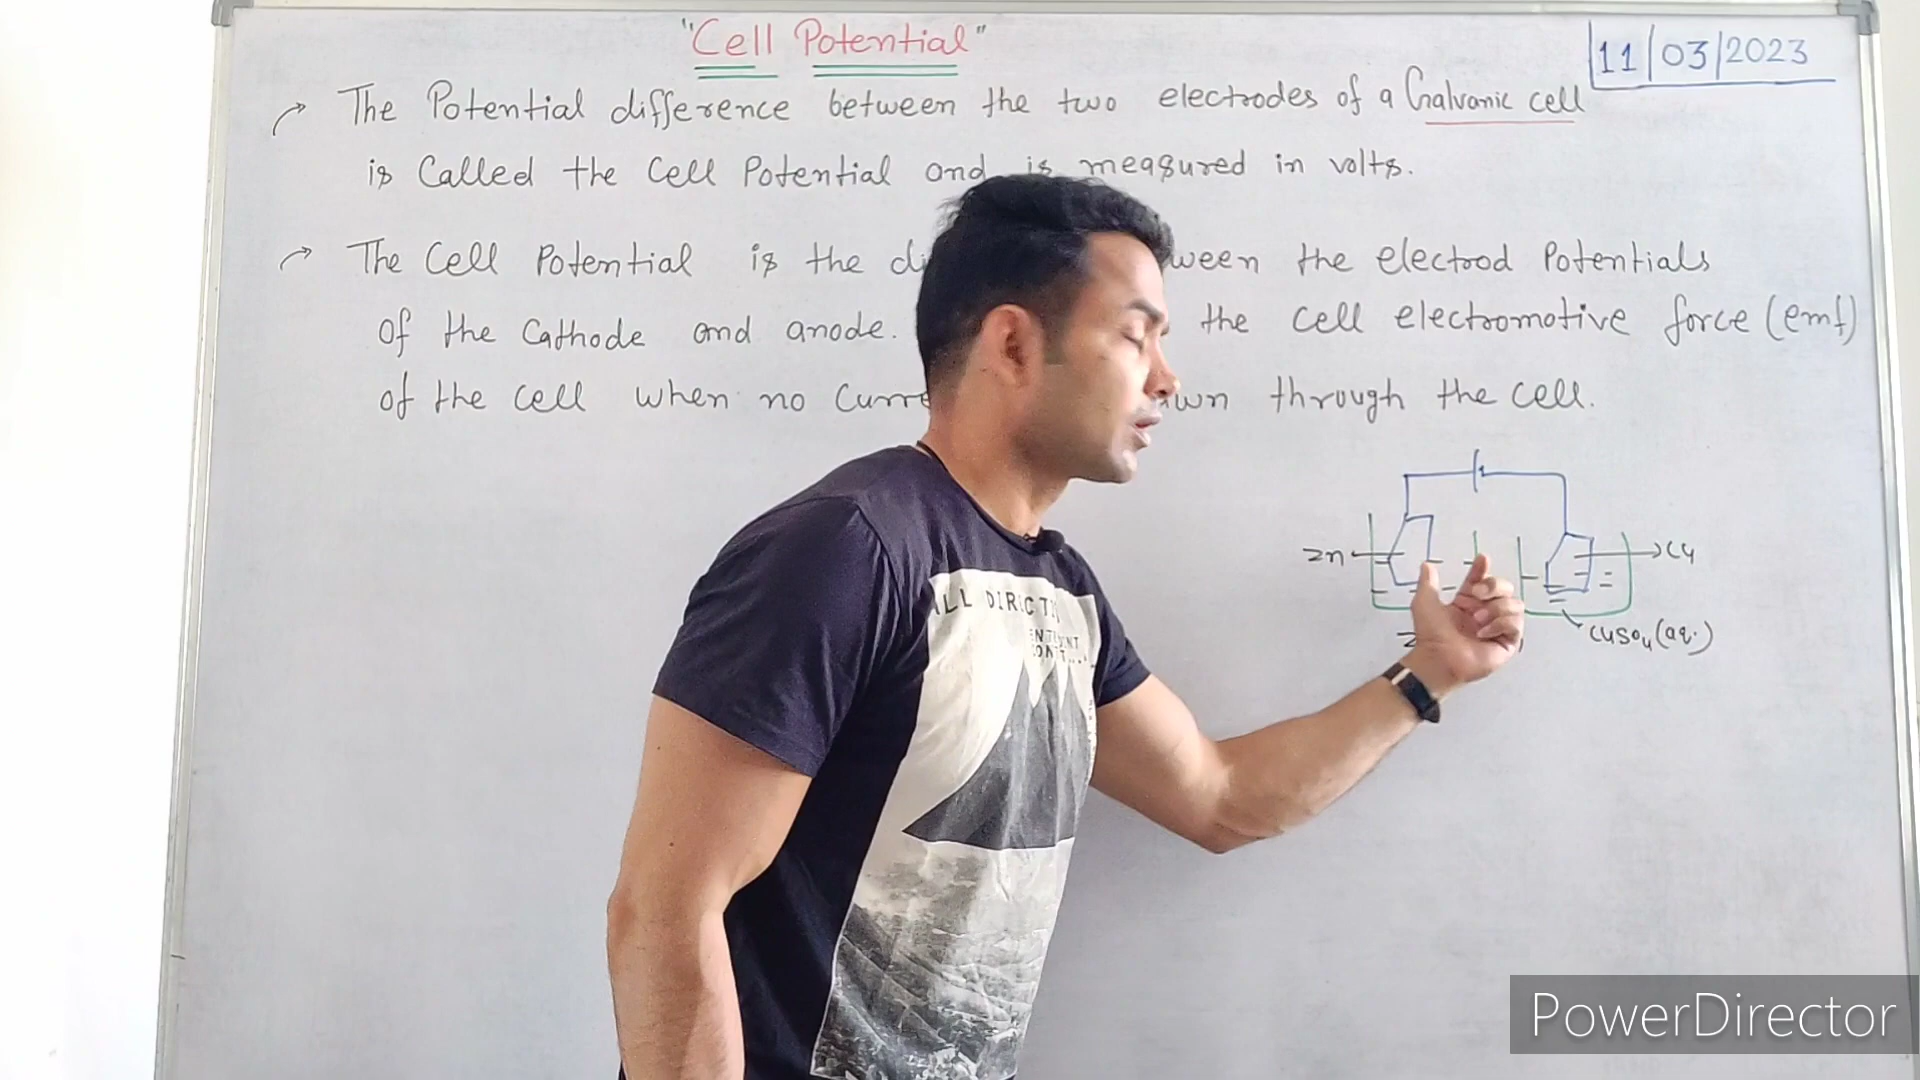 "Cell Potential"
11/03/2023
The Potential difference between the two electrodes of a Galvanic cell
is Called the Cell Potential and is measured in volts.
The Cell Potential is the ween the electrod Potentials
of the Cathode and anode. the cell electromotive force (emf)
of the cell when no through the cell.
Zn
Cu
CuSO4(aq.)
ALL DIRECTI
PowerDirector